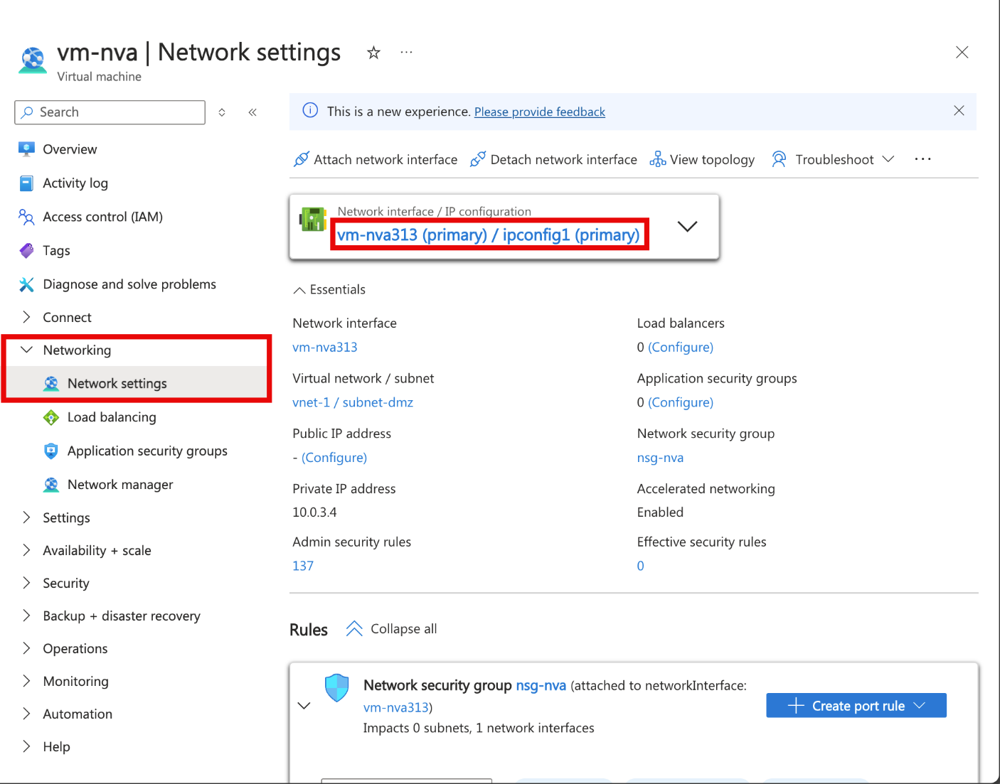 vm-nva | Network settings
Virtual machine
Search
Overview
Activity log
Access control (IAM)
Tags
Diagnose and solve problems
Connect
Networking
Network settings
Load balancing
Application security groups
Network manager
Settings
Availability + scale
Security
Backup + disaster recovery
Operations
Monitoring
Automation
Help
This is a new experience. Please provide feedback
Attach network interface
Detach network interface
View topology
Troubleshoot
Network interface / IP configuration
vm-nva313 (primary) / ipconfig1 (primary)
Essentials
Network interface
vm-nva313
Virtual network / subnet
vnet-1 / subnet-dmz
Public IP address
- (Configure)
Private IP address
10.0.3.4
Admin security rules
137
Load balancers
0 (Configure)
Application security groups
0 (Configure)
Network security group
nsg-nva
Accelerated networking
Enabled
Effective security rules
0
Rules
Collapse all
Network security group nsg-nva (attached to networkInterface:
vm-nva313)
Impacts 0 subnets, 1 network interfaces
Create port rule